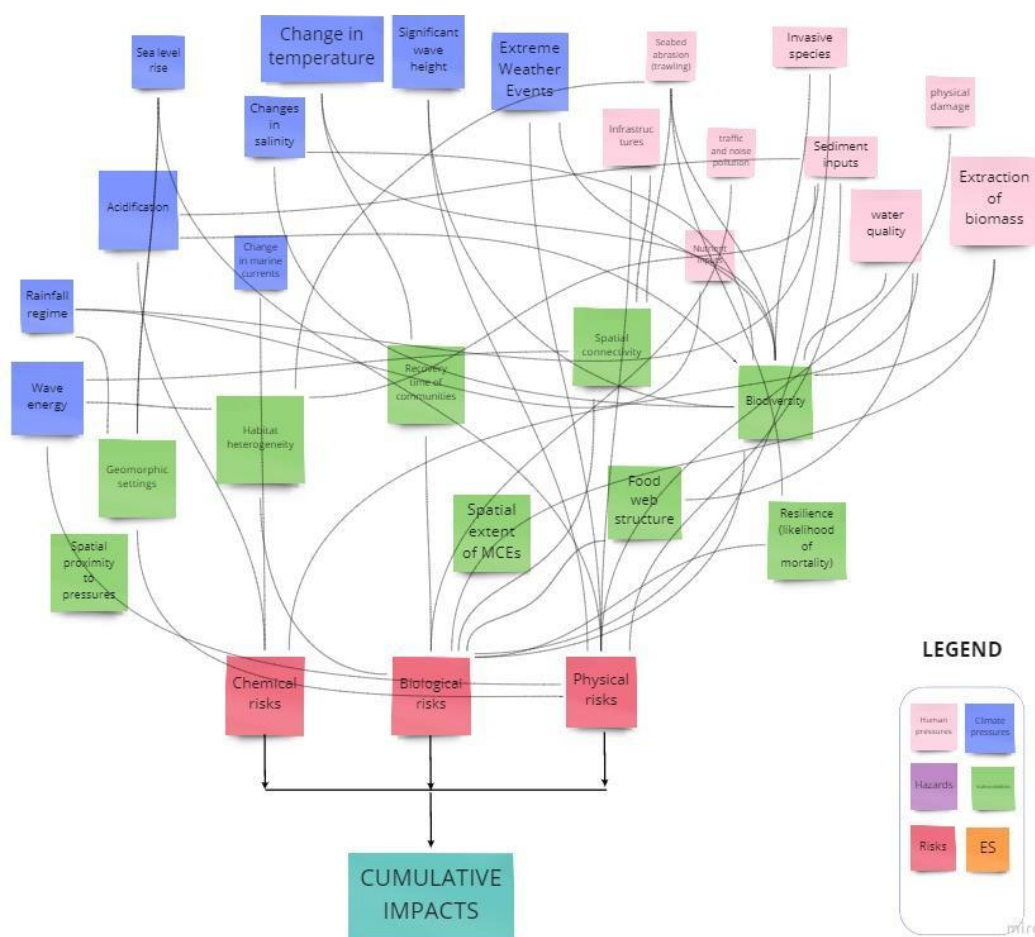 Sea level
rise
Change in
temperature
Significant
wave
height
Extreme
Weather
Events
Seabed
abrasion
(trawling)
Invasive
species
physical
damage
Changes
in
salinity
Infrastruc
tures
traffic
and noise
pollution
Sediment
inputs
Extraction
of
biomass
Acidification
water
quality
Change
in marine
currents
Nutrient
inputs
Rainfall
regime
Spatial
connectivity
Wave
energy
Recovery
time of
communities
Biodiversity
Habitat
heterogeneity
Geomorphic
settings
Spatial
extent
of MCEs
Food
web
structure
Resilience
(likelihood
of
mortality)
Spatial
proximity
to
pressures
Chemical
risks
Biological
risks
Physical
risks
CUMULATIVE
IMPACTS
LEGEND
Human
pressures
Climate
pressures
Hazards
Risks
ES
miro